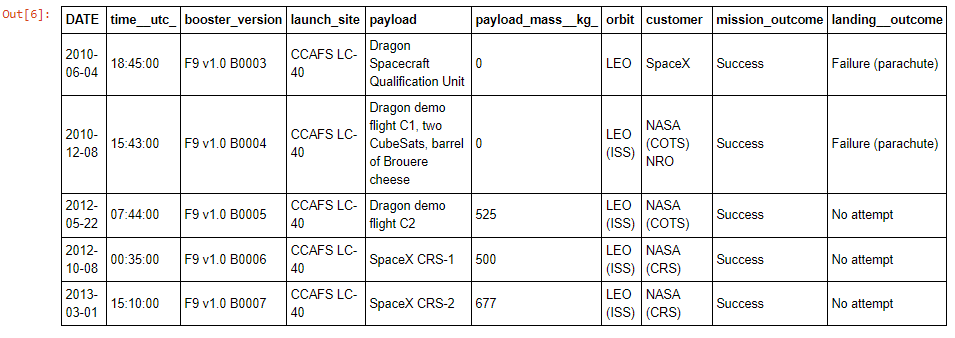 Out[6]:
DATE time__utc_ booster_version launch_site payload payload_mass__kg_ orbit customer mission_outcome landing__outcome
2010-06-04 18:45:00 F9 v1.0 B0003 CCAFS LC-40 Dragon Spacecraft Qualification Unit 0 LEO SpaceX Success Failure (parachute)
2010-12-08 15:43:00 F9 v1.0 B0004 CCAFS LC-40 Dragon demo flight C1, two CubeSats, barrel of Brouere cheese 0 LEO (ISS) NASA (COTS) NRO Success Failure (parachute)
2012-05-22 07:44:00 F9 v1.0 B0005 CCAFS LC-40 Dragon demo flight C2 525 LEO (ISS) NASA (COTS) Success No attempt
2012-10-08 00:35:00 F9 v1.0 B0006 CCAFS LC-40 SpaceX CRS-1 500 LEO (ISS) NASA (CRS) Success No attempt
2013-03-01 15:10:00 F9 v1.0 B0007 CCAFS LC-40 SpaceX CRS-2 677 LEO (ISS) NASA (CRS) Success No attempt